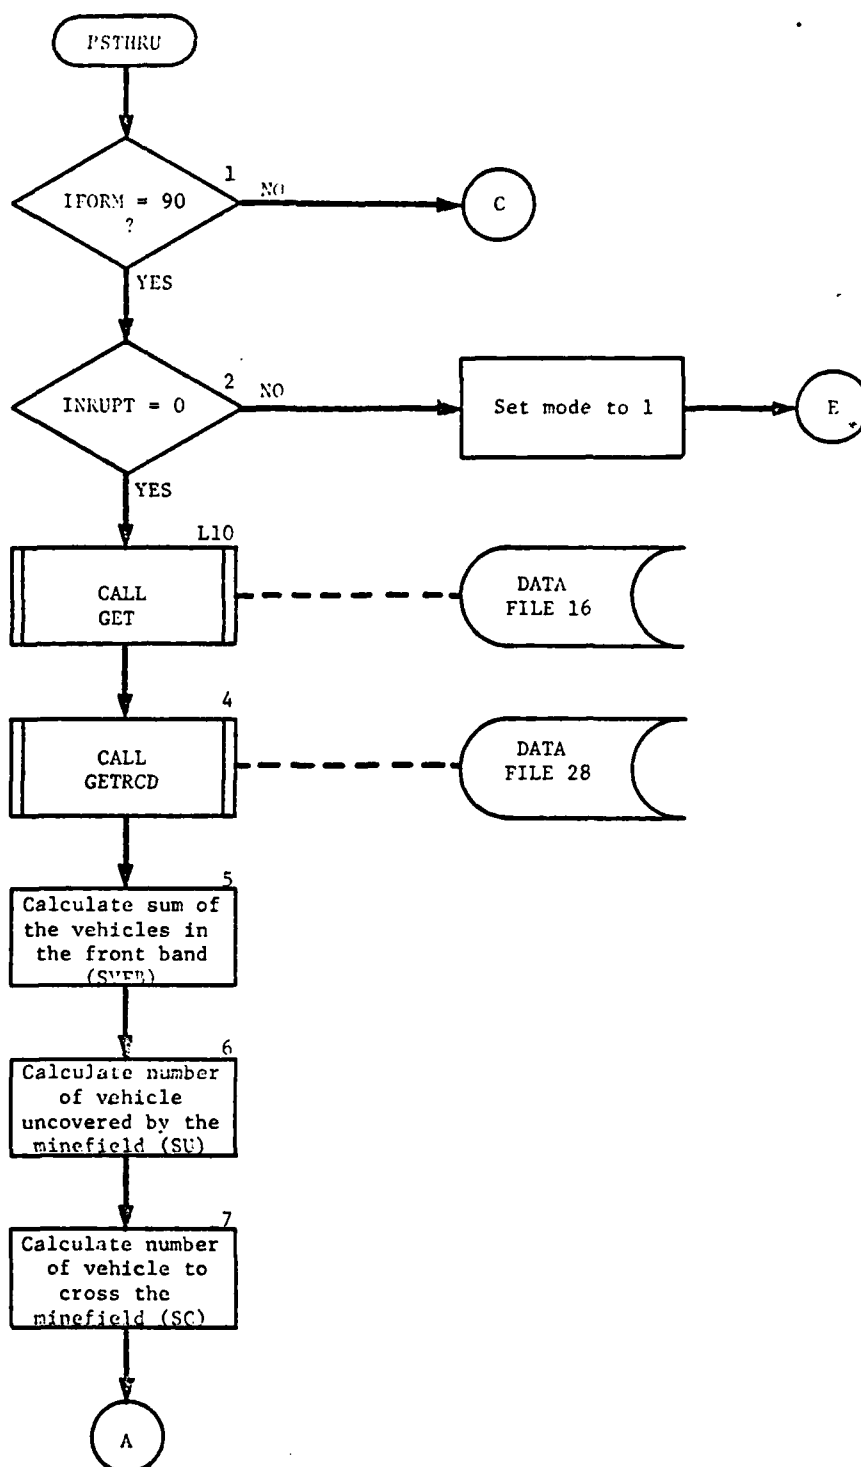 PSTHRU
1
IFORM = 90
?
NO
C
YES
2
INRUPT = 0
NO
Set mode to 1
E
YES
L10
CALL
GET
DATA
FILE 16
4
CALL
GETRCD
DATA
FILE 28
5
Calculate sum of
the vehicles in
the front band
(SVFB)
6
Calculate number
of vehicle
uncovered by the
minefield (SU)
7
Calculate number
of vehicle to
cross the
minefield (SC)
A